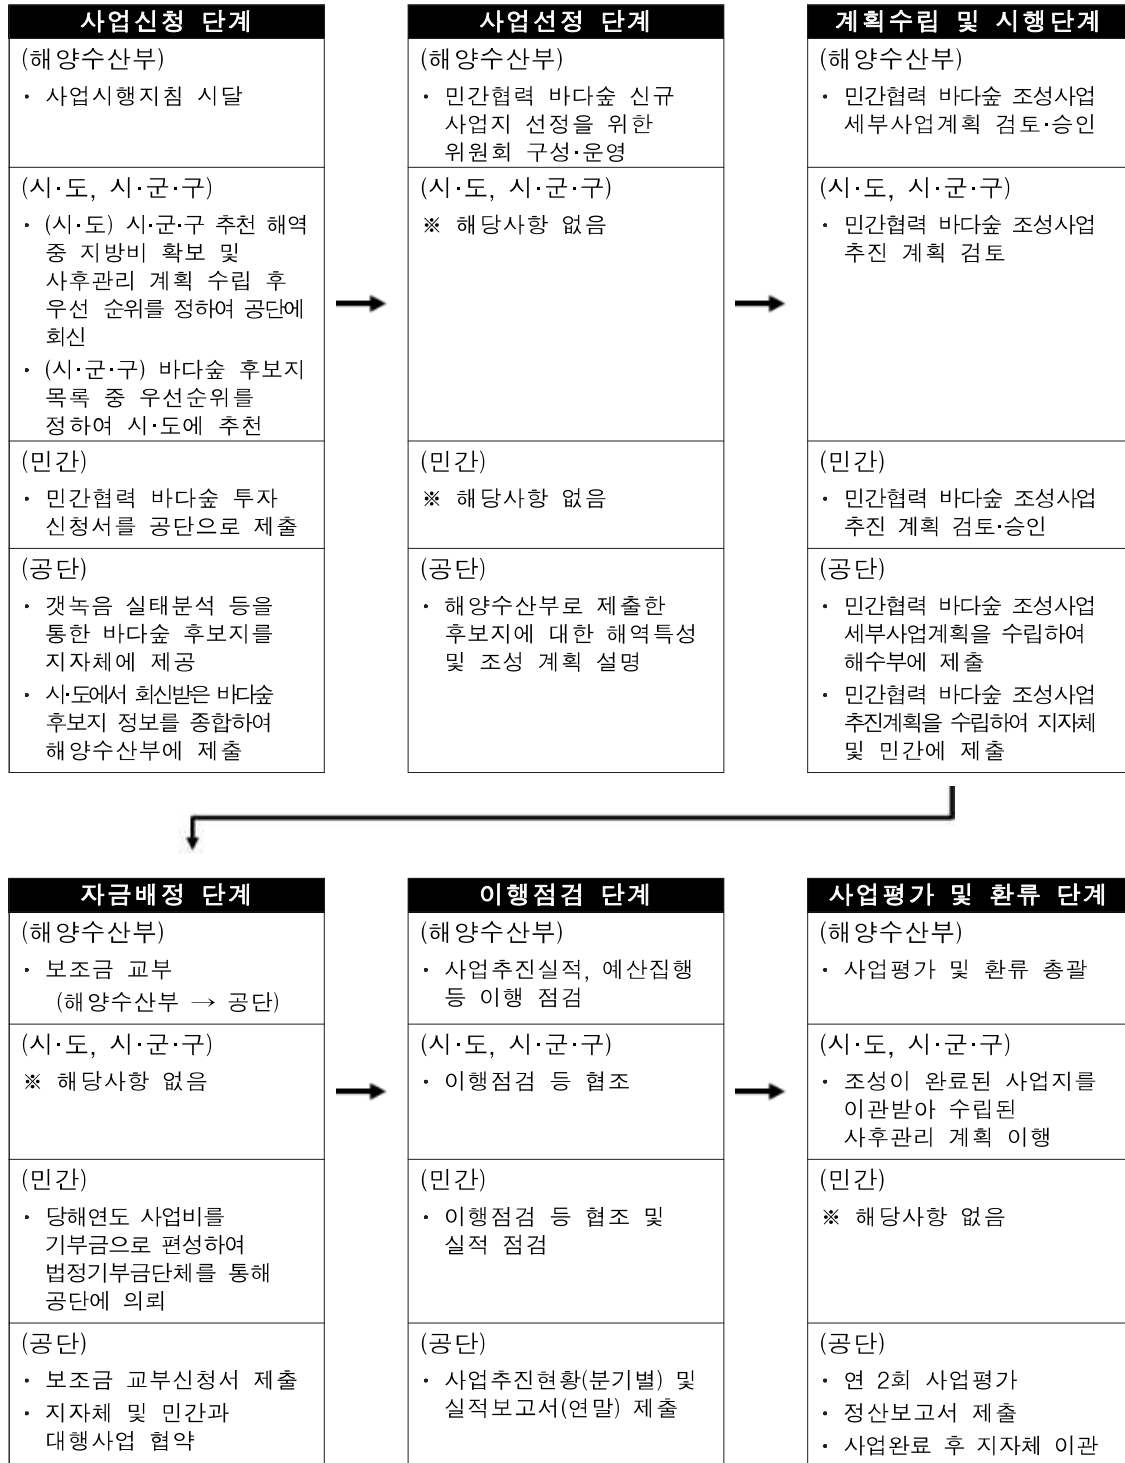 사업신청 단계
(해양수산부)
· 사업시행지침 시달
(시·도, 시·군·구)
· (시·도) 시·군·구 추천 해역
중 지방비 확보 및
사후관리 계획 수립 후
우선 순위를 정하여 공단에
회신
· (시·군·구) 바다숲 후보지
목록 중 우선순위를
정하여 시·도에 추천
(민간)
· 민간협력 바다숲 투자
신청서를 공단으로 제출
(공단)
· 갯녹음 실태분석 등을
통한 바다숲 후보지를
지자체에 제공
· 시·도에서 회신받은 바다숲
후보지 정보를 종합하여
해양수산부에 제출
사업선정 단계
(해양수산부)
· 민간협력 바다숲 신규
사업지 선정을 위한
위원회 구성·운영
(시·도, 시·군·구)
※ 해당사항 없음
(민간)
※ 해당사항 없음
(공단)
· 해양수산부로 제출한
후보지에 대한 해역특성
및 조성 계획 설명
계획수립 및 시행단계
(해양수산부)
· 민간협력 바다숲 조성사업
세부사업계획 검토·승인
(시·도, 시·군·구)
· 민간협력 바다숲 조성사업
추진 계획 검토
(민간)
· 민간협력 바다숲 조성사업
추진 계획 검토·승인
(공단)
· 민간협력 바다숲 조성사업
세부사업계획을 수립하여
해수부에 제출
· 민간협력 바다숲 조성사업
추진계획을 수립하여 지자체
및 민간에 제출
자금배정 단계
(해양수산부)
· 보조금 교부
(해양수산부 → 공단)
(시·도, 시·군·구)
※ 해당사항 없음
(민간)
· 당해연도 사업비를
기부금으로 편성하여
법정기부금단체를 통해
공단에 의뢰
(공단)
· 보조금 교부신청서 제출
· 지자체 및 민간과
대행사업 협약
이행점검 단계
(해양수산부)
· 사업추진실적, 예산집행
등 이행 점검
(시·도, 시·군·구)
· 이행점검 등 협조
(민간)
· 이행점검 등 협조 및
실적 점검
(공단)
· 사업추진현황(분기별) 및
실적보고서(연말) 제출
사업평가 및 환류 단계
(해양수산부)
· 사업평가 및 환류 총괄
(시·도, 시·군·구)
· 조성이 완료된 사업지를
이관받아 수립된
사후관리 계획 이행
(민간)
※ 해당사항 없음
(공단)
· 연 2회 사업평가
· 정산보고서 제출
· 사업완료 후 지자체 이관